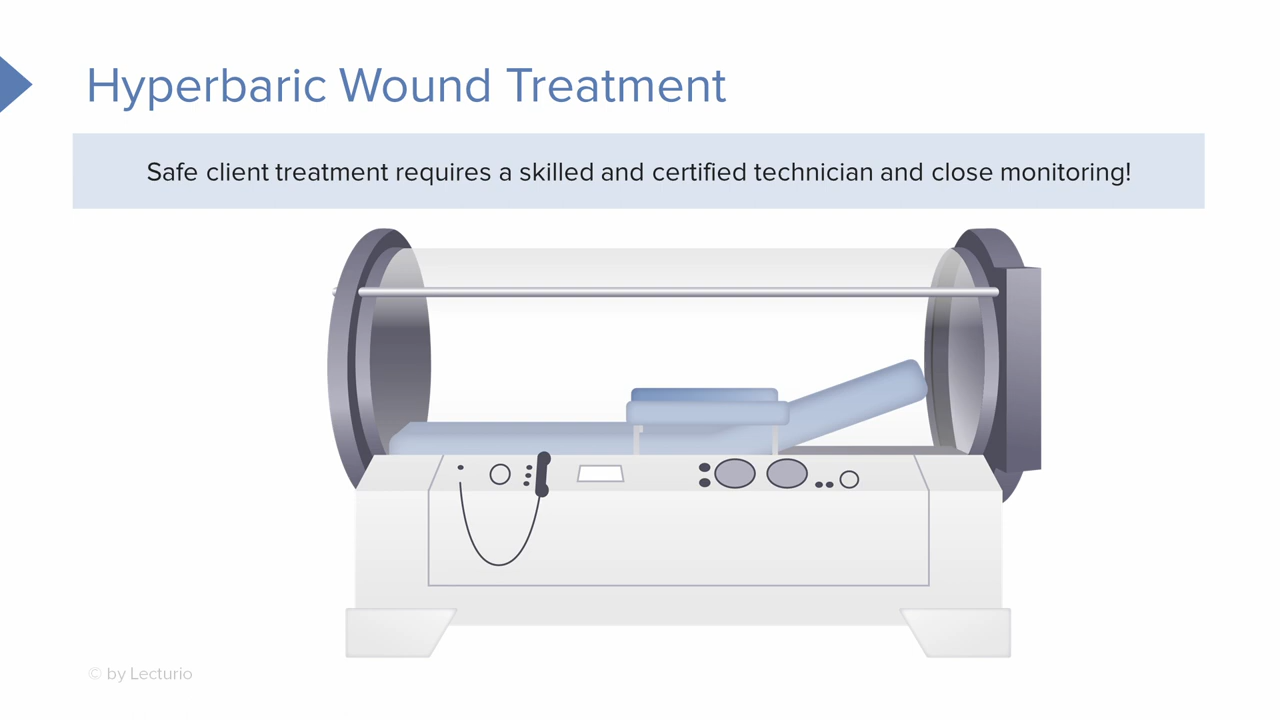 Hyperbaric Wound Treatment
Safe client treatment requires a skilled and certified technician and close monitoring!
© by Lecturio